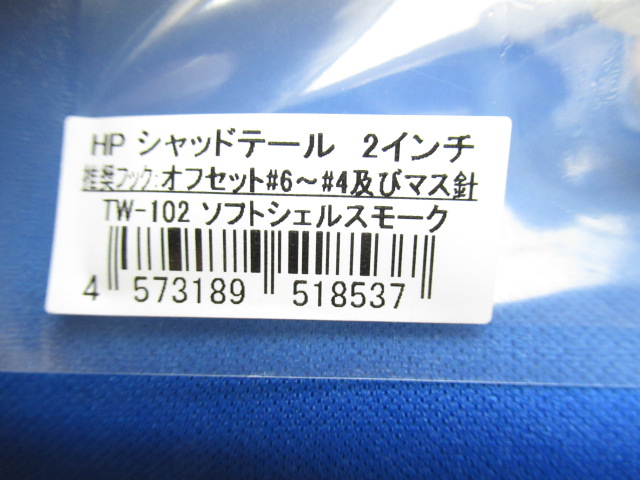 HP シャッドテール 2インチ
推奨フック:オフセット#6～#4及びマス針
TW-102 ソフトシェルスモーク
4 573189 518537